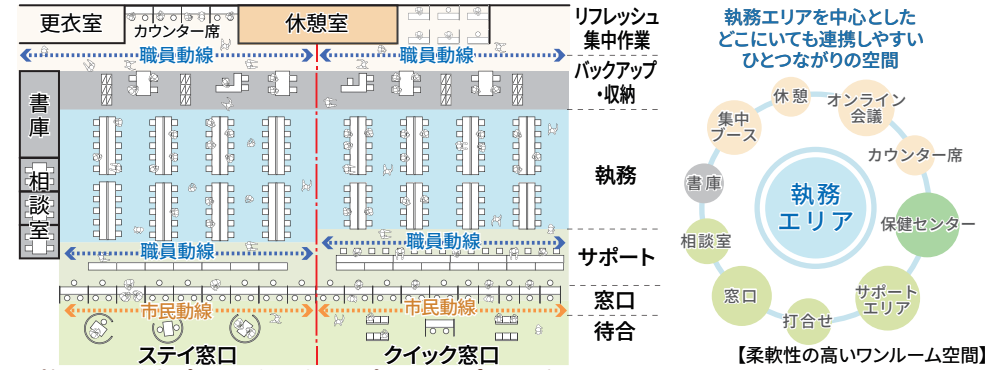 更衣室
カウンター席
休憩室
職員動線
職員動線
書庫
相談室
職員動線
職員動線
市民動線
市民動線
ステイ窓口
クイック窓口
リフレッシュ
集中作業
バックアップ
・収納
執務
サポート
窓口
待合
執務エリアを中心とした
どこにいても連携しやすい
ひとつながりの空間
休憩
オンライン
会議
集中
ブース
カウンター席
書庫
執務
エリア
保健センター
相談室
窓口
サポート
エリア
打合せ
【柔軟性の高いワンルーム空間】